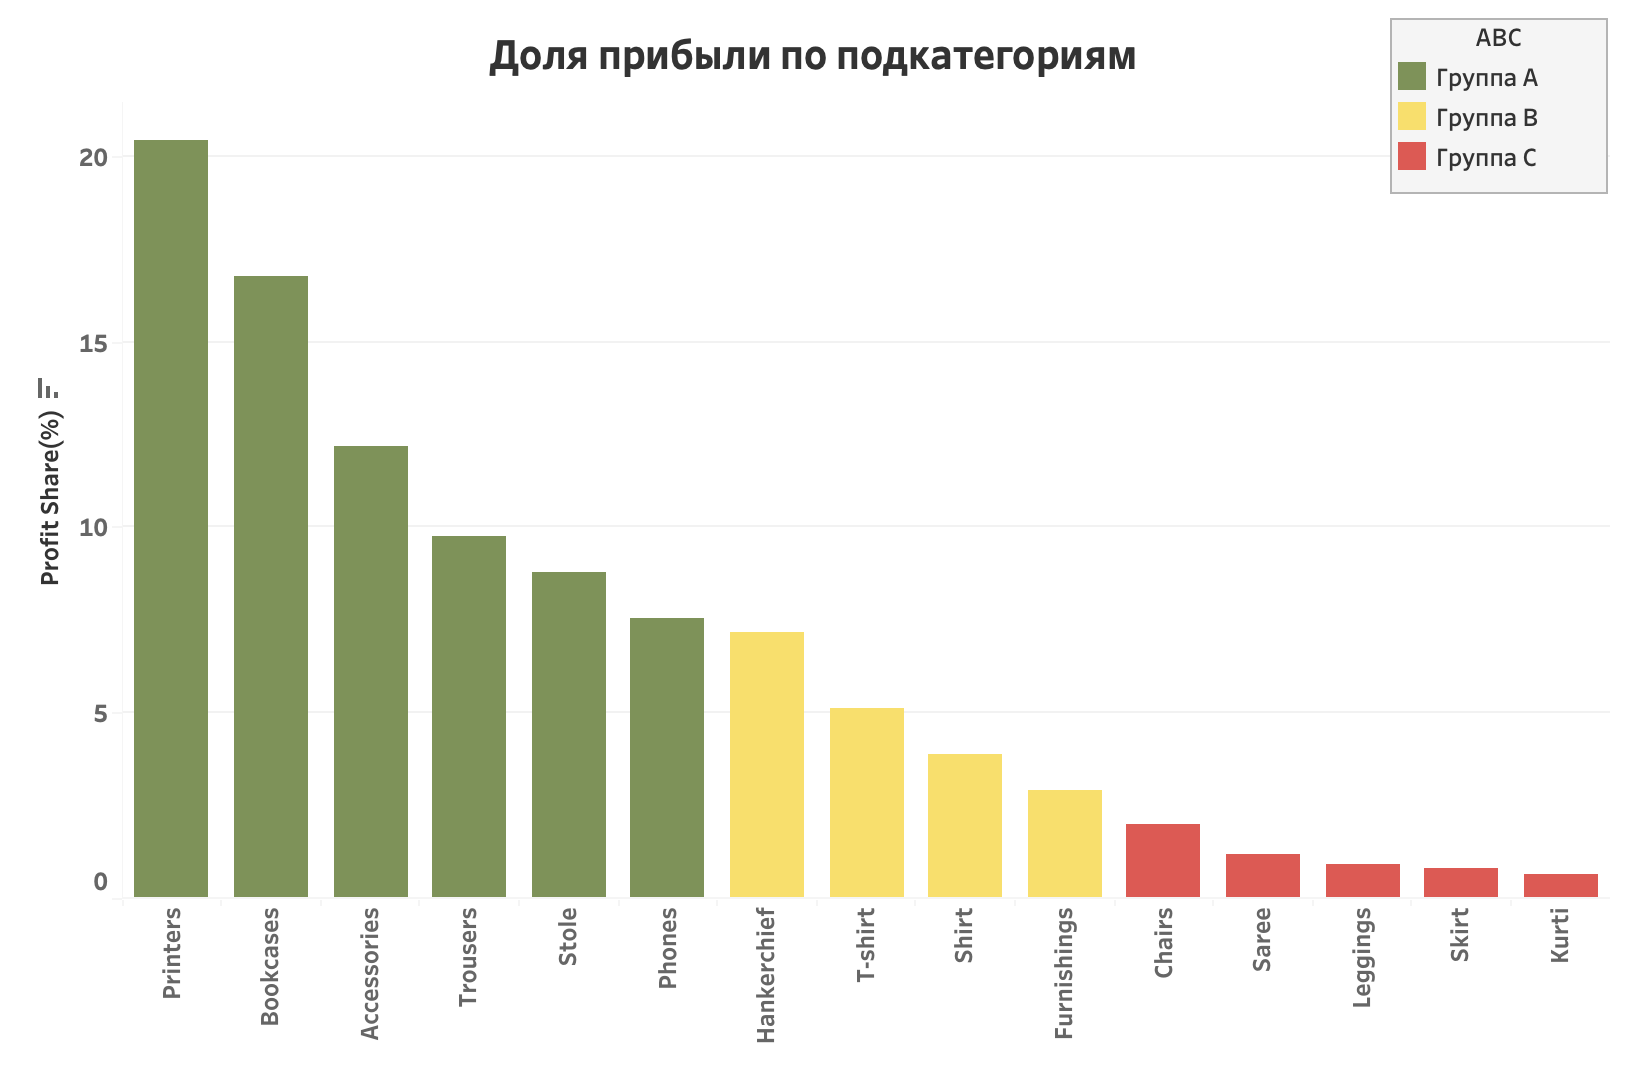 Доля прибыли по подкатегориям
ABC
Группа A
Группа B
Группа C
Profit Share(%)
20
15
10
5
0
Printers
Bookcases
Accessories
Trousers
Stole
Phones
Hankerchief
T-shirt
Shirt
Furnishings
Chairs
Saree
Leggings
Skirt
Kurti